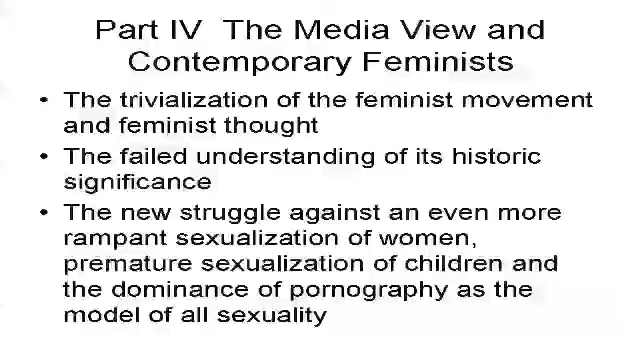 Part IV  The Media View and
Contemporary Feminists
• The trivialization of the feminist movement
and feminist thought
• The failed understanding of its historic
significance
• The new struggle against an even more
rampant sexualization of women,
premature sexualization of children and
the dominance of pornography as the
model of all sexuality